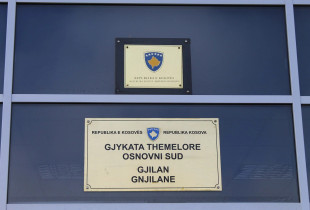 REPUBLIKA E KOSOVËS REPUBLIKA KOSOVA
GJYKATA THEMELORE
OSNOVNI SUD
GJILAN
GNJILANE